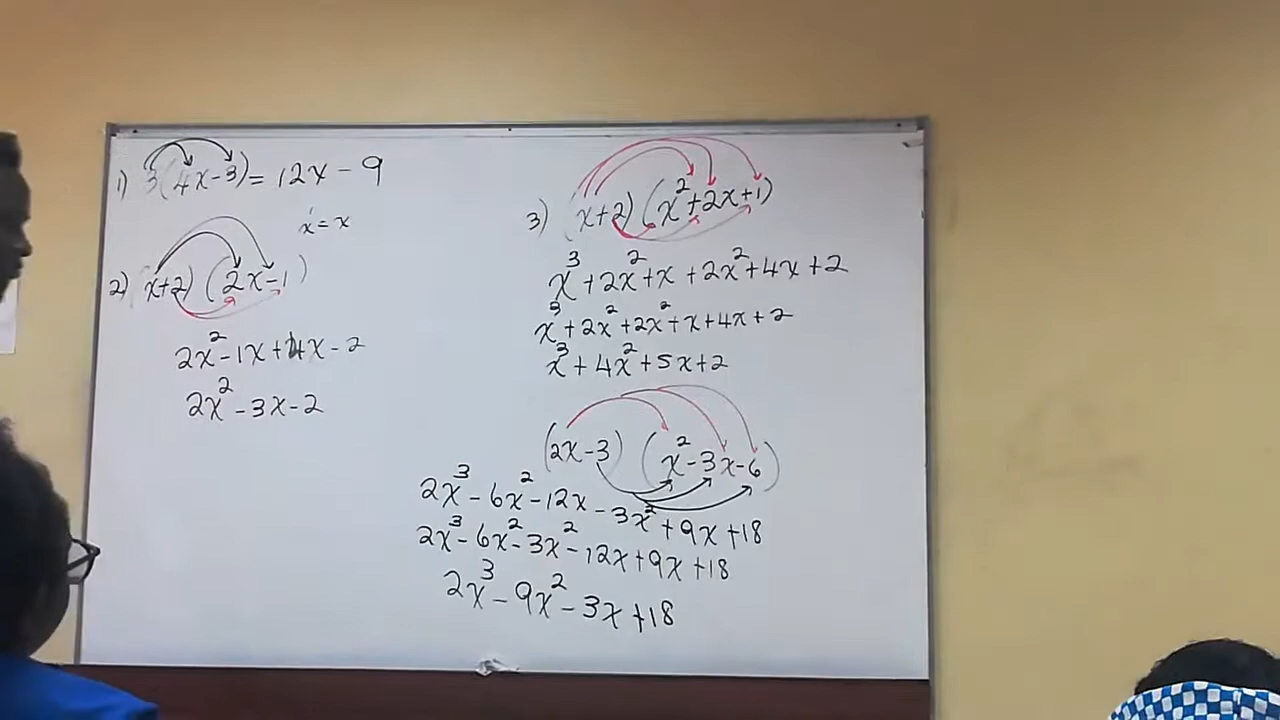 1) 3(4x-3) = 12x - 9
x¹ = x
2) (x+2) (2x-1)
2x² - 1x + 4x - 2
2x² - 3x - 2
3) (x+2) (x²+2x+1)
x³ + 2x² + x + 2x² + 4x + 2
x³ + 2x² + 2x² + x + 4x + 2
x³ + 4x² + 5x + 2
(2x-3) (x²-3x-6)
2x³ - 6x² - 12x - 3x² + 9x + 18
2x³ - 6x² - 3x² - 12x + 9x + 18
2x³ - 9x² - 3x + 18